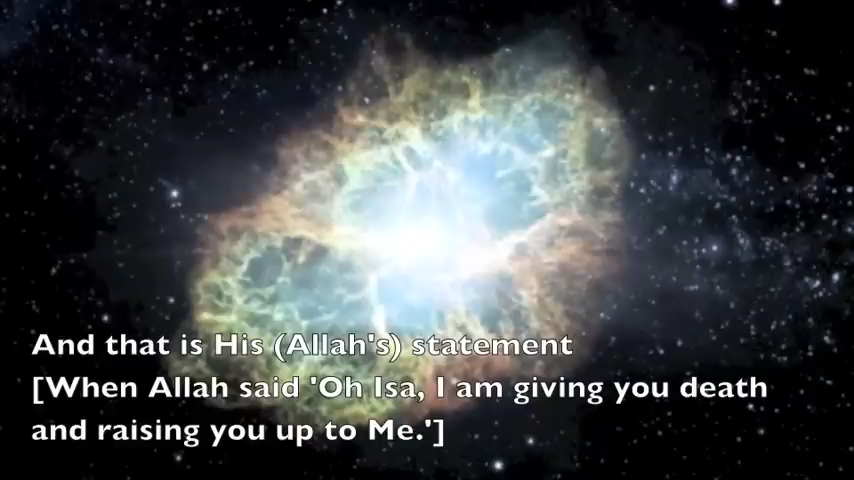 And that is His (Allah's) statement
[When Allah said 'Oh Isa, I am giving you death
and raising you up to Me.']